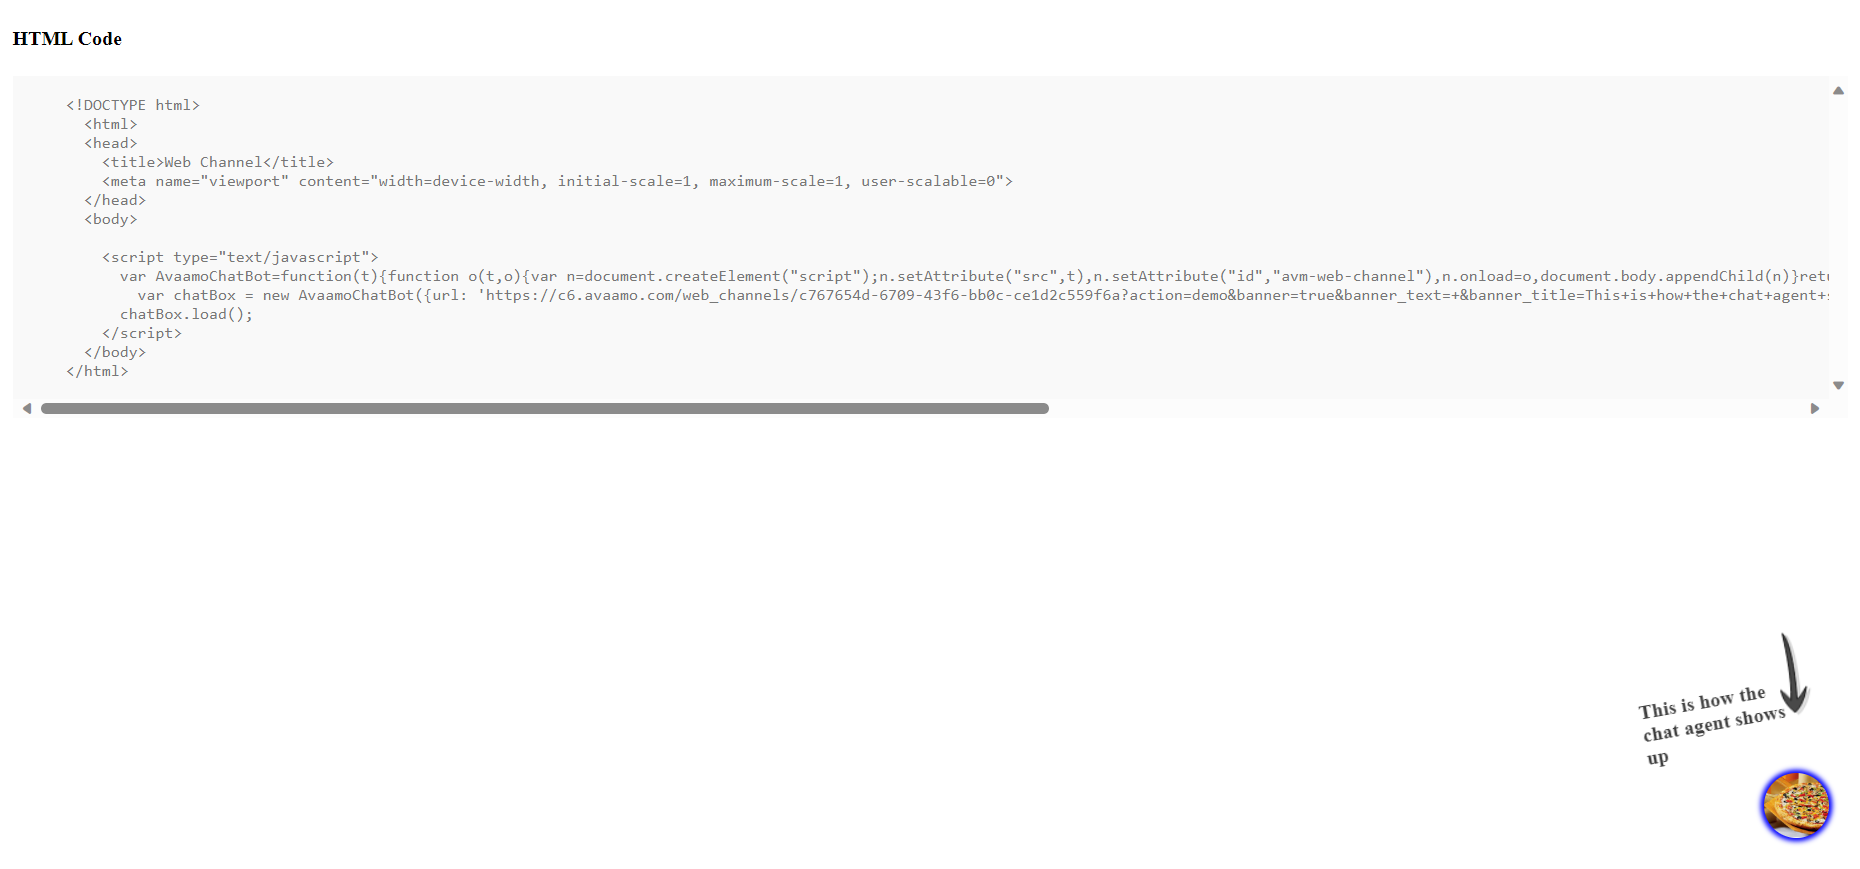 HTML Code
<!DOCTYPE html>
<html>
<head>
<title>Web Channel</title>
<meta name="viewport" content="width=device-width, initial-scale=1, maximum-scale=1, user-scalable=0">
</head>
<body>
<script type="text/javascript">
var AvaamoChatBot=function(t){function o(t,o){var n=document.createElement("script");n.setAttribute("src",t),n.setAttribute("id","avm-web-channel"),n.onload=o,document.body.appendChild(n)}retu
var chatBox = new AvaamoChatBot({url: 'https://c6.avaamo.com/web_channels/c767654d-6709-43f6-bb0c-ce1d2c559f6a?action=demo&banner=true&banner_text=+&banner_title=This+is+how+the+chat+agent+s
chatBox.load();
</script>
</body>
</html>
This is how the
chat agent shows
up